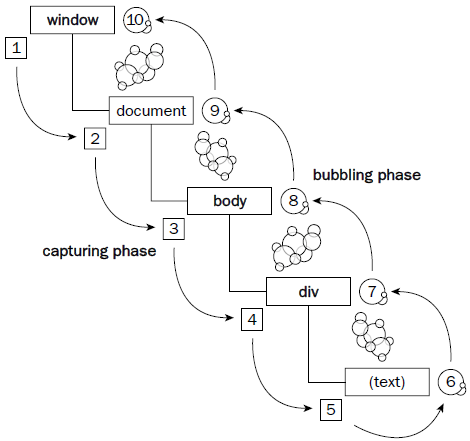 window 10
1
document 9
2
bubbling phase
body 8
3
capturing phase
div 7
4
(text) 6
5